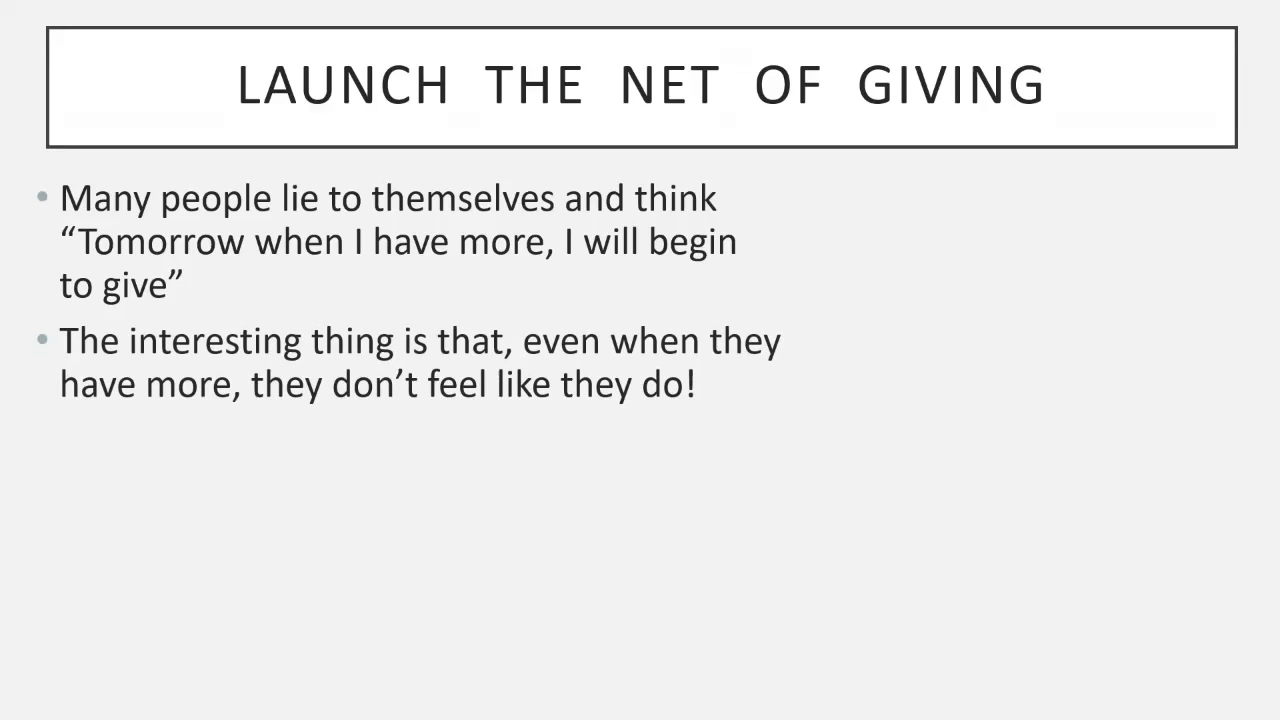 LAUNCH THE NET OF GIVING
• Many people lie to themselves and think
“Tomorrow when I have more, I will begin
to give”
• The interesting thing is that, even when they
have more, they don’t feel like they do!